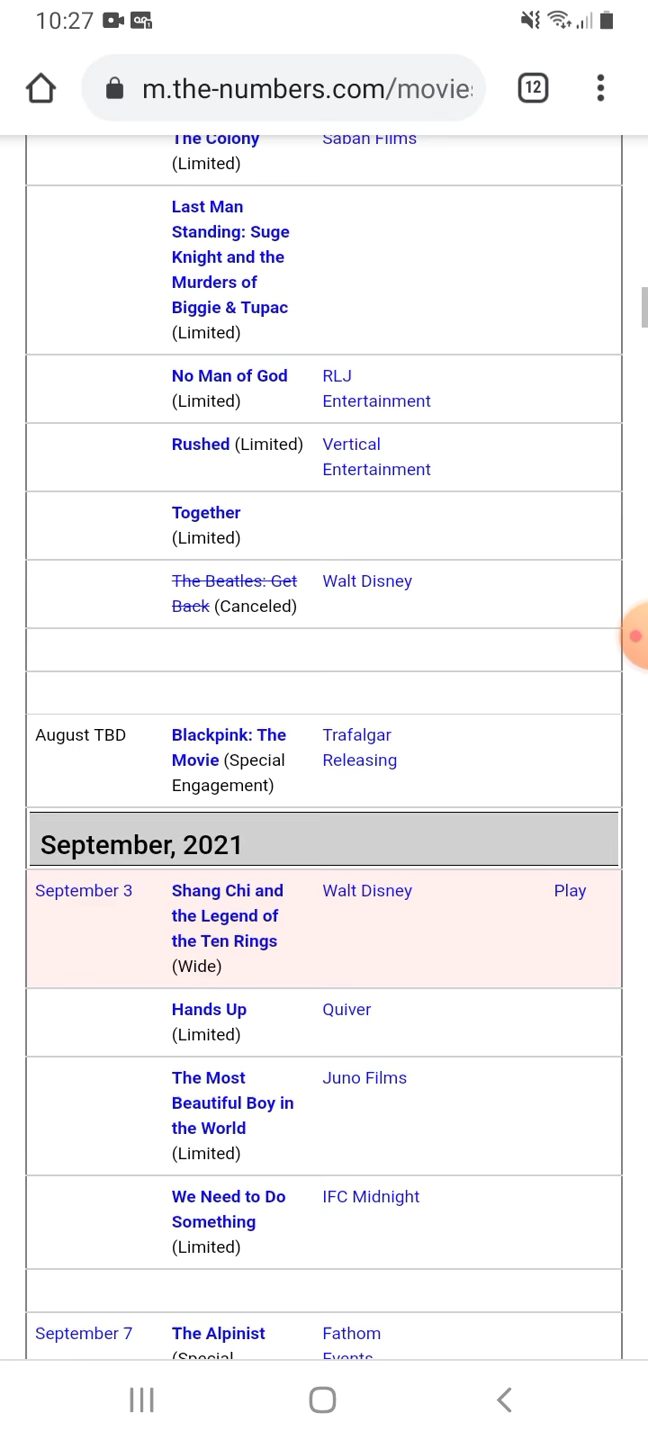 10:27
m.the-numbers.com/movie
12
The Colony Saban Films
(Limited)
Last Man
Standing: Suge
Knight and the
Murders of
Biggie & Tupac
(Limited)
No Man of God RLJ
(Limited) Entertainment
Rushed (Limited) Vertical
Entertainment
Together
(Limited)
The Beatles: Get Walt Disney
Back (Canceled)
August TBD Blackpink: The Trafalgar
Movie (Special Releasing
Engagement)
September, 2021
September 3 Shang Chi and Walt Disney Play
the Legend of
the Ten Rings
(Wide)
Hands Up Quiver
(Limited)
The Most Juno Films
Beautiful Boy in
the World
(Limited)
We Need to Do IFC Midnight
Something
(Limited)
September 7 The Alpinist Fathom
(Special Events